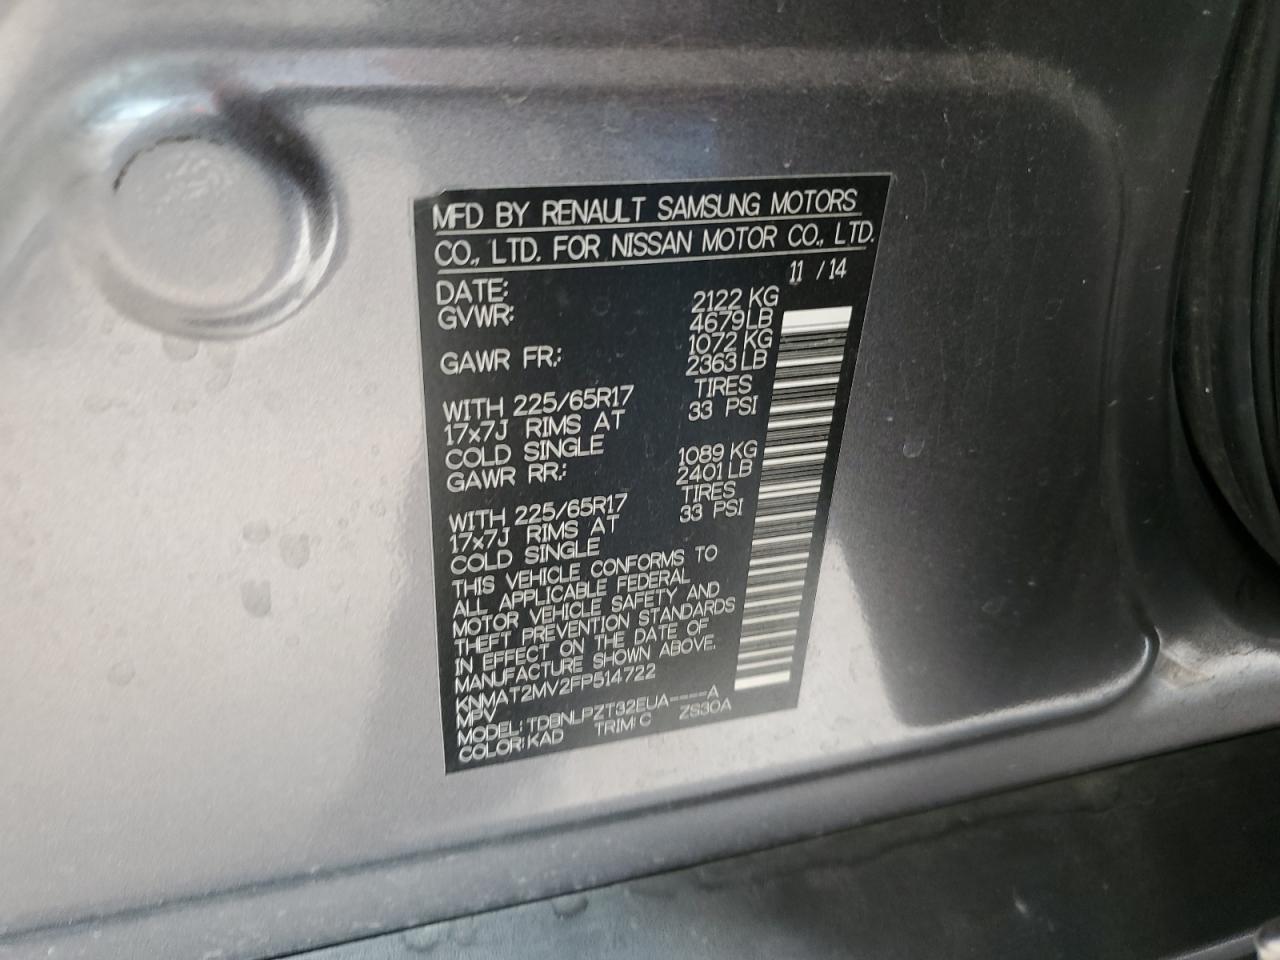 MFD BY RENAULT SAMSUNG MOTORS
CO., LTD. FOR NISSAN MOTOR CO., LTD.
DATE: 11 / 14
GVWR: 2122 KG
4679 LB
GAWR FR: 1072 KG
2363 LB
WITH 225/65R17 TIRES
17x7J RIMS AT 33 PSI
COLD SINGLE
GAWR RR: 1089 KG
2401 LB
WITH 225/65R17 TIRES
17x7J RIMS AT 33 PSI
COLD SINGLE
THIS VEHICLE CONFORMS TO
ALL APPLICABLE FEDERAL
MOTOR VEHICLE SAFETY AND
THEFT PREVENTION STANDARDS
IN EFFECT ON THE DATE OF
MANUFACTURE SHOWN ABOVE.
KNMAT2MV2FP514722
MPV
MODEL: TDBNLPZT32EUA----A
COLOR: KAD TRIM: C ZS30A